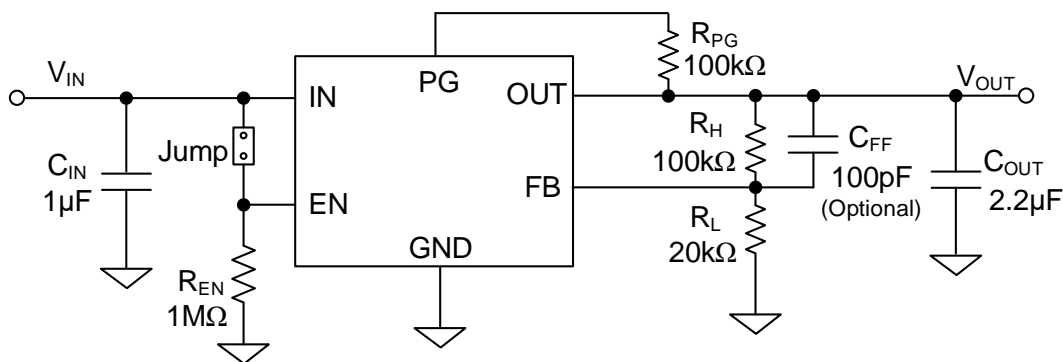 V_IN
C_IN
1µF
Jump
R_EN
1MΩ
IN
EN
PG
GND
OUT
FB
R_PG
100kΩ
R_H
100kΩ
R_L
20kΩ
C_FF
100pF
(Optional)
V_OUT
C_OUT
2.2µF